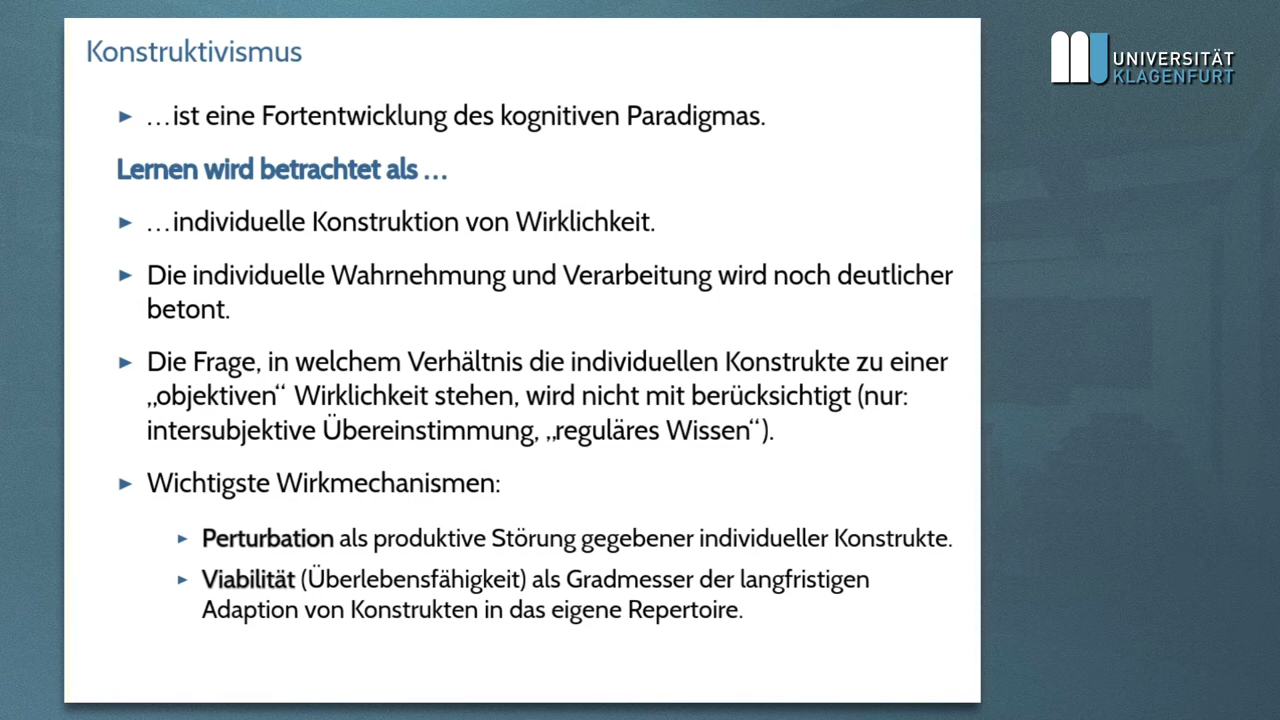 Konstruktivismus
UNIVERSITÄT
KLAGENFURT
…ist eine Fortentwicklung des kognitiven Paradigmas.
Lernen wird betrachtet als …
…individuelle Konstruktion von Wirklichkeit.
Die individuelle Wahrnehmung und Verarbeitung wird noch deutlicher
betont.
Die Frage, in welchem Verhältnis die individuellen Konstrukte zu einer
„objektiven“ Wirklichkeit stehen, wird nicht mit berücksichtigt (nur:
intersubjektive Übereinstimmung, „reguläres Wissen“).
Wichtigste Wirkmechanismen:
Perturbation als produktive Störung gegebener individueller Konstrukte.
Viabilität (Überlebensfähigkeit) als Gradmesser der langfristigen
Adaption von Konstrukten in das eigene Repertoire.